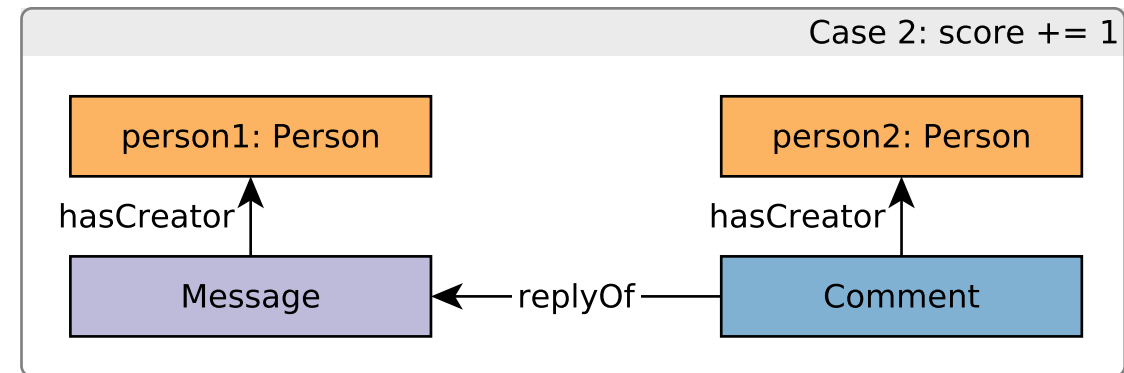 Case 2: score += 1
person1: Person
person2: Person
hasCreator
hasCreator
Message
replyOf
Comment